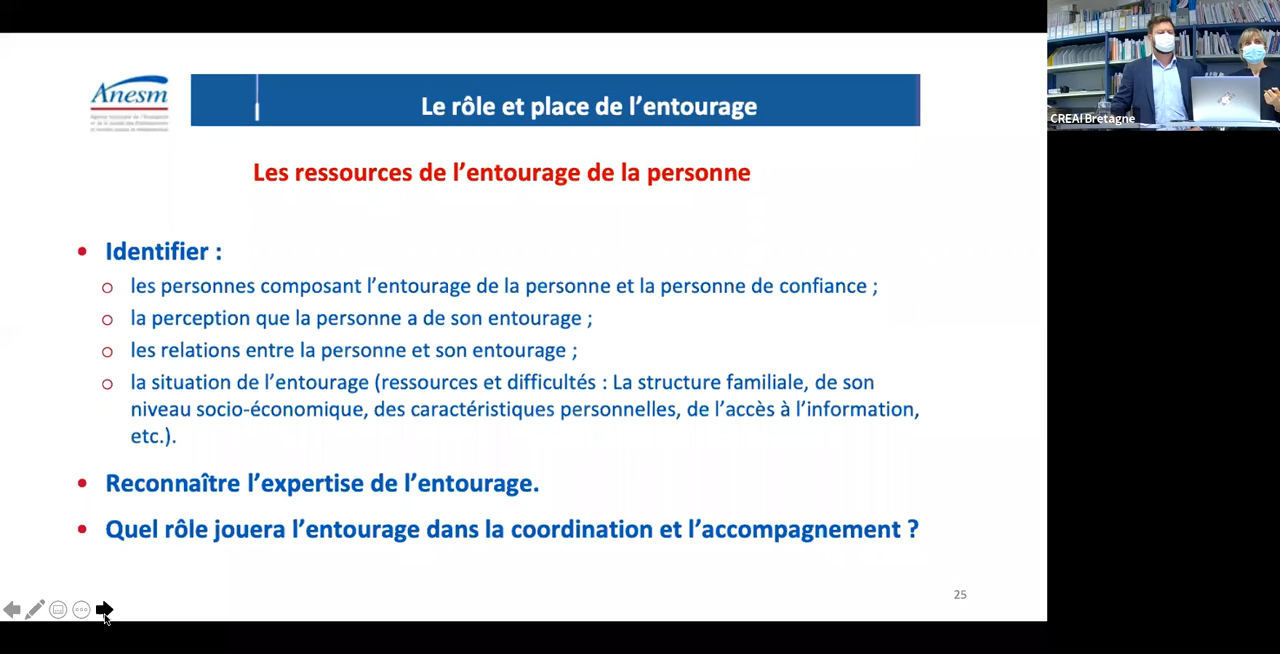 Anesm
Le rôle et place de l’entourage
Les ressources de l’entourage de la personne
• Identifier :
o les personnes composant l’entourage de la personne et la personne de confiance ;
o la perception que la personne a de son entourage ;
o les relations entre la personne et son entourage ;
o la situation de l’entourage (ressources et difficultés : La structure familiale, de son
niveau socio-économique, des caractéristiques personnelles, de l’accès à l’information,
etc.).
• Reconnaître l’expertise de l’entourage.
• Quel rôle jouera l’entourage dans la coordination et l’accompagnement ?
25
CREAI Bretagne